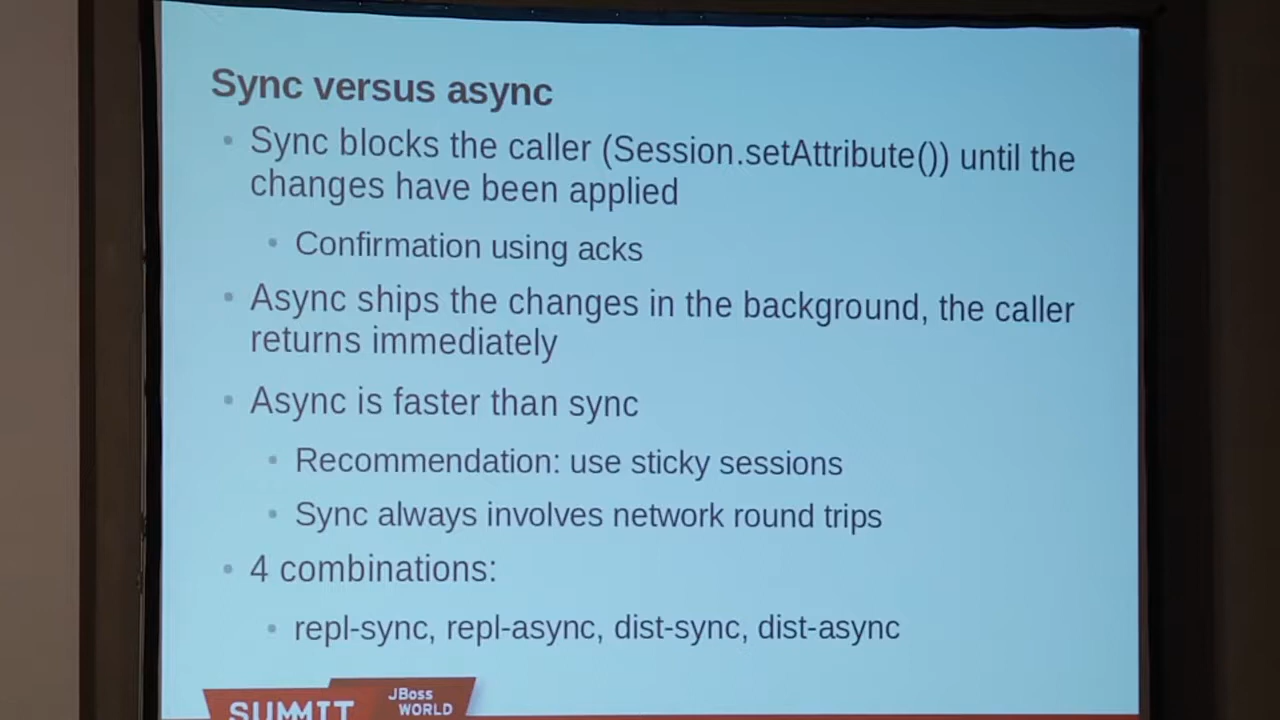 Sync versus async
Sync blocks the caller (Session.setAttribute()) until the
changes have been applied
Confirmation using acks
Async ships the changes in the background, the caller
returns immediately
Async is faster than sync
Recommendation: use sticky sessions
Sync always involves network round trips
4 combinations:
repl-sync, repl-async, dist-sync, dist-async
SUMMIT
JBoss
WORLD